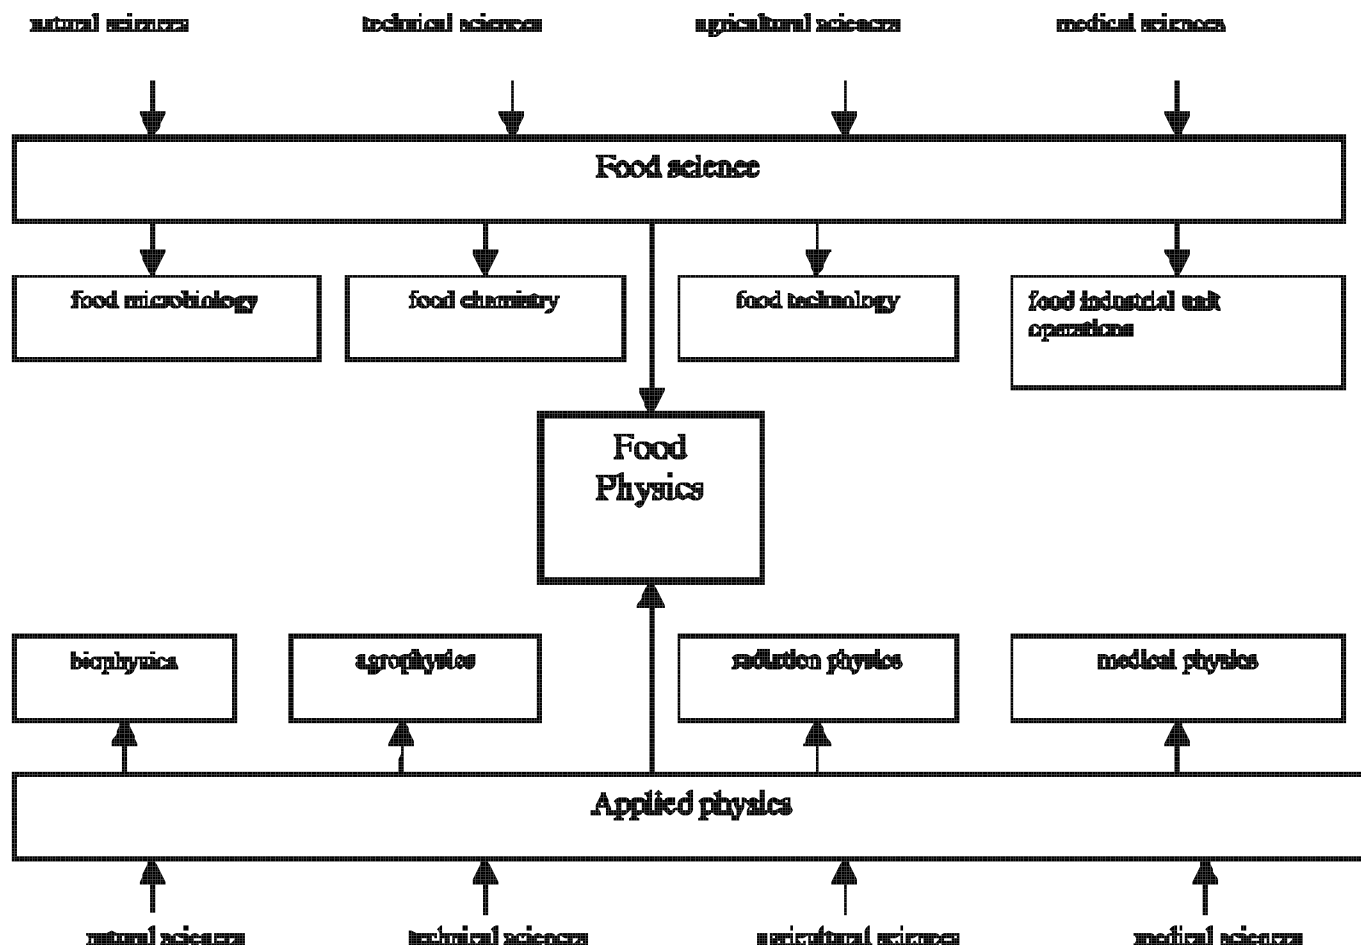 natural sciences technical sciences agricultural sciences medical sciences
Food science
food microbiology food chemistry food technology food industrial unit
operations
Food
Physics
biophysics agrophysics radiation physics medical physics
Applied physics
natural sciences technical sciences agricultural sciences medical sciences